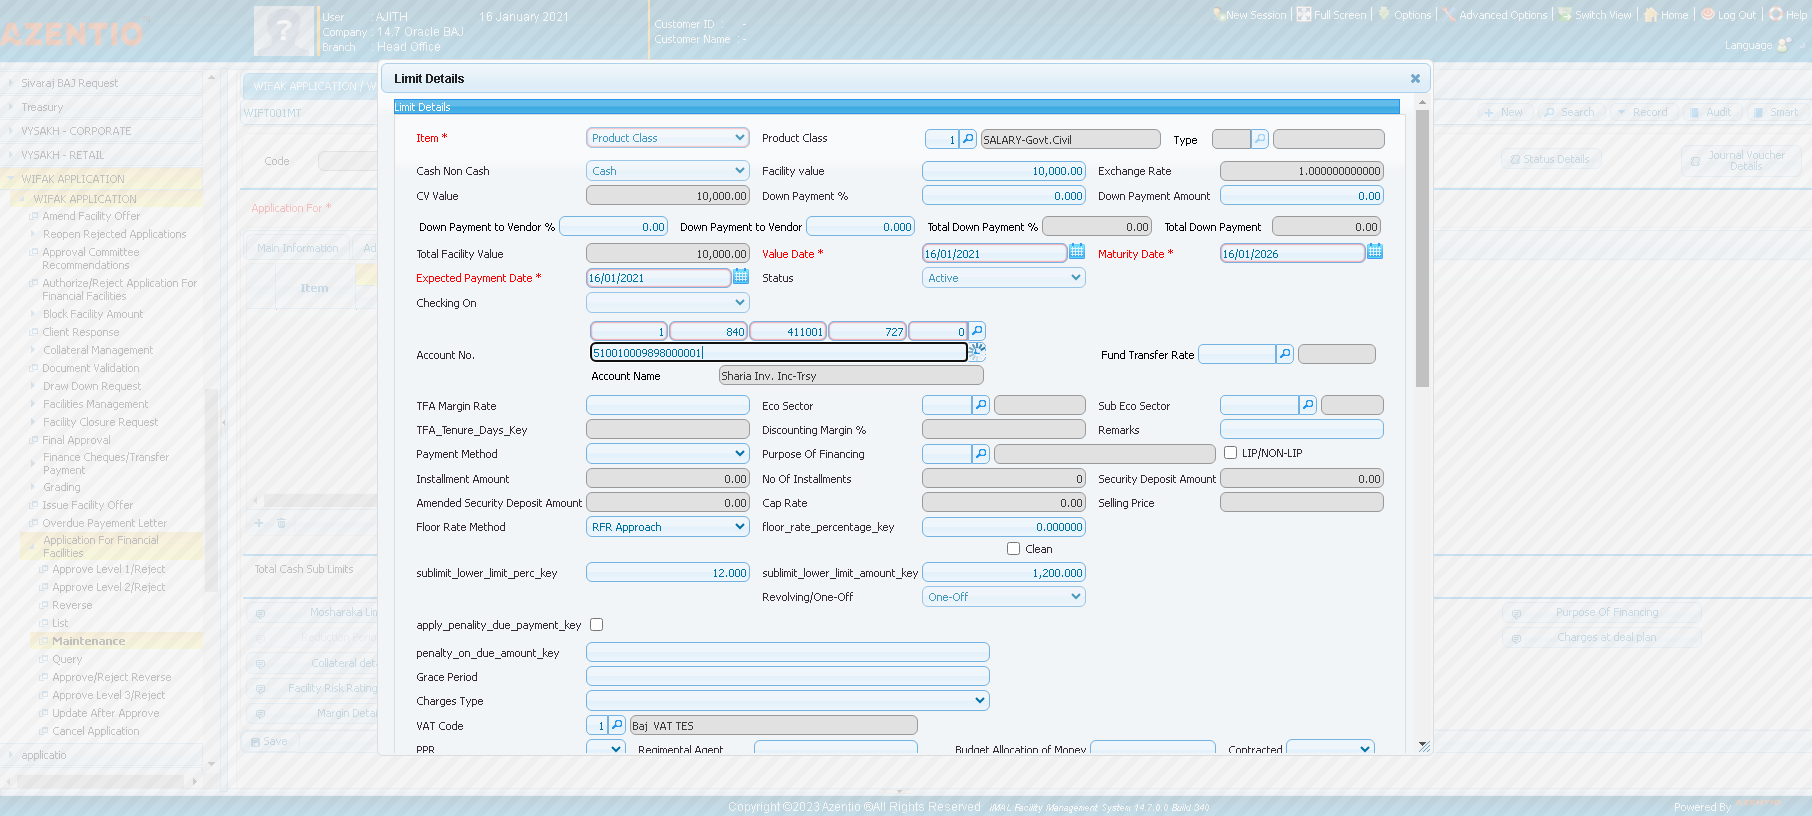 AZENTIO
User : AJITH 16 January 2021
Company : 14.7 Oracle BAJ
Branch : Head Office
Customer ID : -
Customer Name : -
New Session Full Screen Options Advanced Options Switch View Home Log Out Help
Language
Sivaraj BAJ Request
Treasury
VYSAKH - CORPORATE
VYSAKH - RETAIL
WIFAK APPLICATION
WIFAK APPLICATION
Amend Facility Offer
Reopen Rejected Applications
Approval Committee
Recommendations
Authorize/Reject Application For
Financial Facilities
Block Facility Amount
Client Response
Collateral Management
Document Validation
Draw Down Request
Facilities Management
Facility Closure Request
Final Approval
Finance Cheques/Transfer
Payment
Grading
Issue Facility Offer
Overdue Payement Letter
Application For Financial
Facilities
Approve Level 1/Reject
Approve Level 2/Reject
Reverse
List
Maintenance
Query
Approve/Reject Reverse
Approve Level 3/Reject
Update After Approve
Cancel Application
applicatio
WIFAK APPLICATION / W
WIFT001MT
New Search Record Audit Smart
Code
Status Details
Journal Voucher
Details
Application For *
Main Information Ad
Item
Total Cash Sub Limits
Mosharaka Lim
Collateral deta
Facility Risk Rating
Margin Detai
Save
Purpose Of Financing
Charges at deal plan
Limit Details
Limit Details
Item * Product Class Product Class 1 SALARY-Govt.Civil Type
Cash Non Cash Cash Facility value 10,000.00 Exchange Rate 1.000000000000
CV Value 10,000.00 Down Payment % 0.000 Down Payment Amount 0.00
Down Payment to Vendor % 0.00 Down Payment to Vendor 0.000 Total Down Payment % 0.00 Total Down Payment 0.00
Total Facility Value 10,000.00 Value Date * 16/01/2021 Maturity Date * 16/01/2026
Expected Payment Date * 16/01/2021 Status Active
Checking On
1 840 411001 727 0
Account No. 510010009898000001 Fund Transfer Rate
Account Name Sharia Inv. Inc-Trsy
TFA Margin Rate Eco Sector Sub Eco Sector
TFA_Tenure_Days_Key Discounting Margin % Remarks
Payment Method Purpose Of Financing LIP/NON-LIP
Installment Amount 0.00 No Of Installments 0 Security Deposit Amount 0.00
Amended Security Deposit Amount 0.00 Cap Rate 0.00 Selling Price
Floor Rate Method RFR Approach floor_rate_percentage_key 0.000000
Clean
sublimit_lower_limit_perc_key 12.000 sublimit_lower_limit_amount_key 1,200.000
Revolving/One-Off One-Off
apply_penality_due_payment_key
penalty_on_due_amount_key
Grace Period
Charges Type
VAT Code 1 Baj VAT TES
PPR Regimental Agent Budget Allocation of Money Contracted
Copyright ©2023 Azentio ®All Rights Reserved IMAL Facility Management System 14.7.0.0 Build 340
Powered By AZENTIO